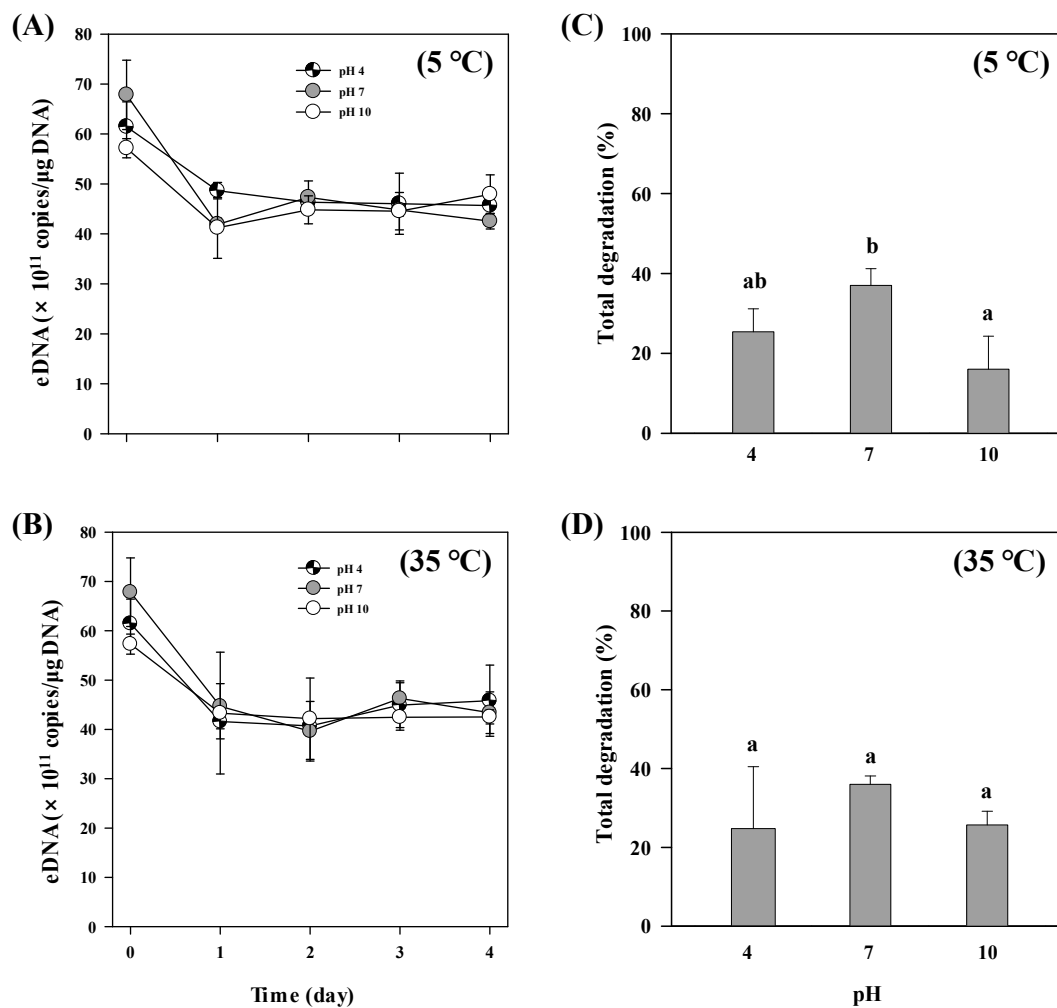 (A)
80
70
60
50
40
30
20
10
0
eDNA (× 10¹¹ copies/µg DNA)
(5 °C)
pH 4
pH 7
pH 10
(C)
100
80
60
40
20
0
Total degradation (%)
(5 °C)
ab
b
a
4 7 10
(B)
80
70
60
50
40
30
20
10
0
eDNA (× 10¹¹ copies/µg DNA)
(35 °C)
pH 4
pH 7
pH 10
0 1 2 3 4
Time (day)
(D)
100
80
60
40
20
0
Total degradation (%)
(35 °C)
a
a
a
4 7 10
pH